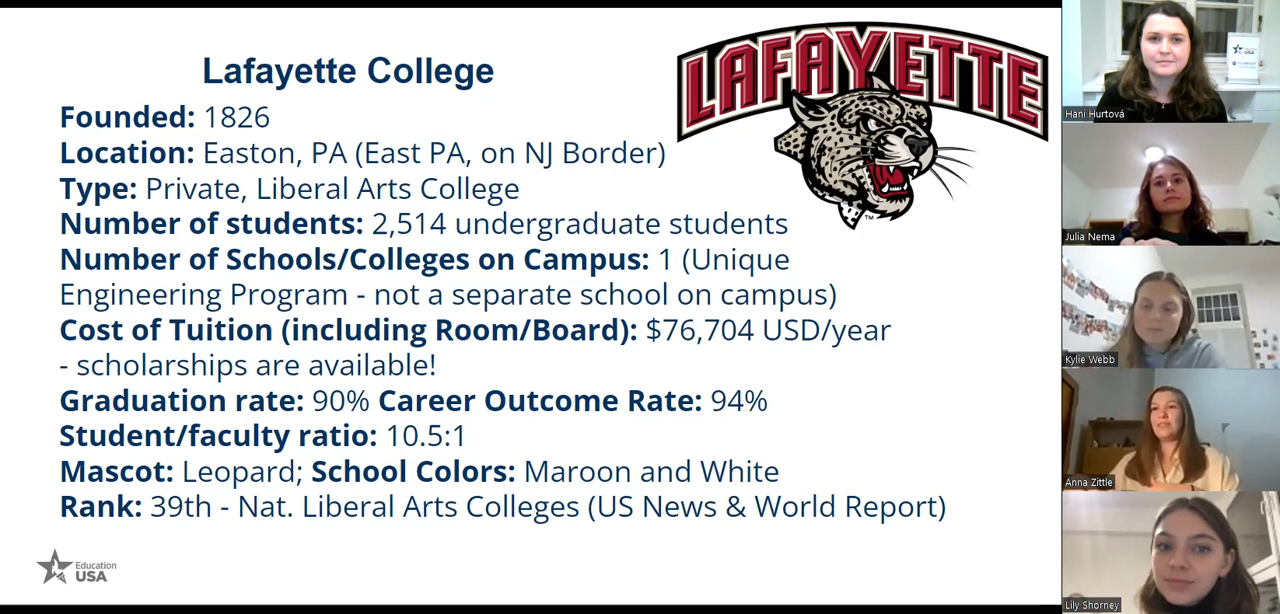 Lafayette College
LAFAYETTE
TM
Founded: 1826
Location: Easton, PA (East PA, on NJ Border)
Type: Private, Liberal Arts College
Number of students: 2,514 undergraduate students
Number of Schools/Colleges on Campus: 1 (Unique
Engineering Program - not a separate school on campus)
Cost of Tuition (including Room/Board): $76,704 USD/year
- scholarships are available!
Graduation rate: 90% Career Outcome Rate: 94%
Student/faculty ratio: 10.5:1
Mascot: Leopard; School Colors: Maroon and White
Rank: 39th - Nat. Liberal Arts Colleges (US News & World Report)
Education
USA
USA
Hani Hurtová
Julia Nema
Kylie Webb
Anna Zittle
Lily Shorney